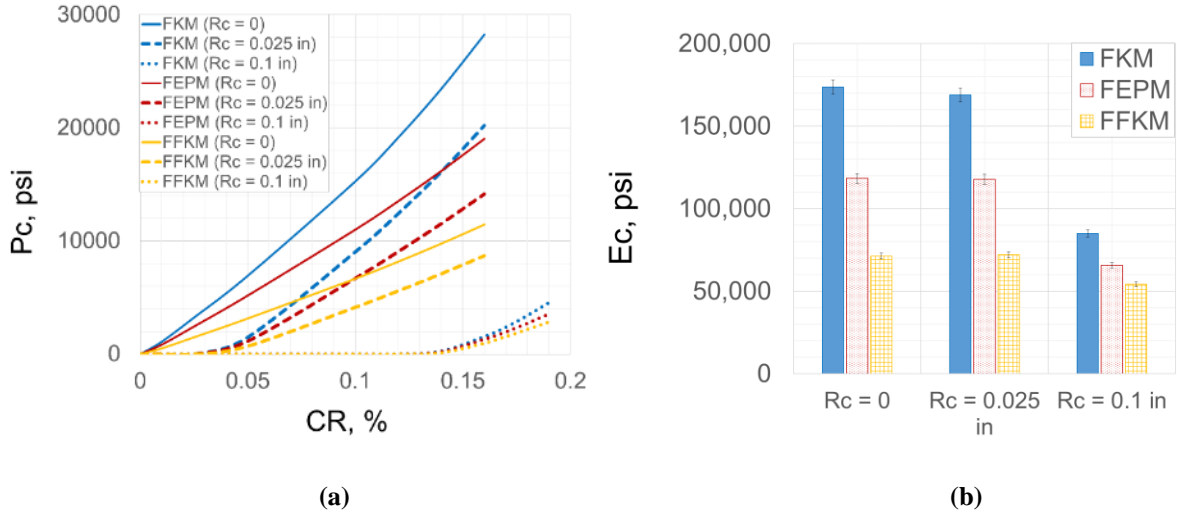 30000
20000
10000
0
Pc, psi
FKM (Rc = 0)
FKM (Rc = 0.025 in)
FKM (Rc = 0.1 in)
FEPM (Rc = 0)
FEPM (Rc = 0.025 in)
FEPM (Rc = 0.1 in)
FFKM (Rc = 0)
FFKM (Rc = 0.025 in)
FFKM (Rc = 0.1 in)
0
0.05
0.1
0.15
0.2
CR, %
(a)
200,000
150,000
100,000
50,000
0
Ec, psi
FKM
FEPM
FFKM
Rc = 0
Rc = 0.025
in
Rc = 0.1 in
(b)